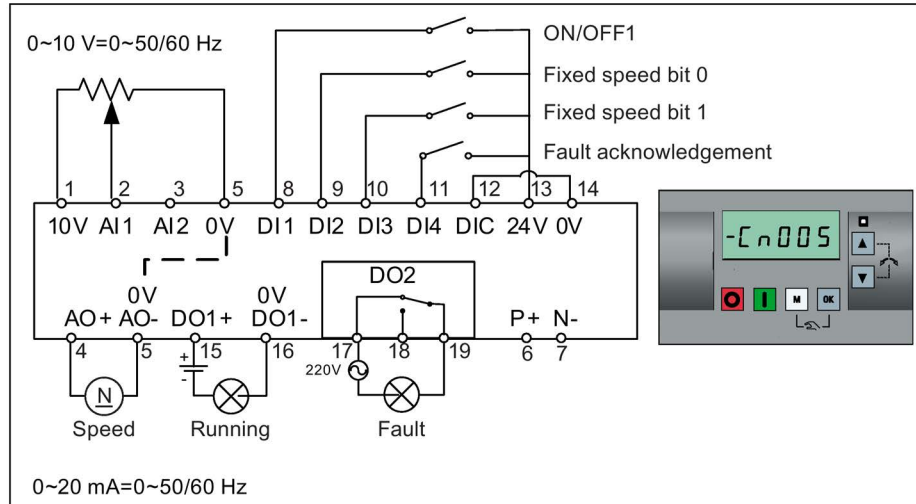 0~10 V=0~50/60 Hz
ON/OFF1
Fixed speed bit 0
Fixed speed bit 1
Fault acknowledgement
1 2 3 5 8 9 10 11 12 13 14
10V AI1 AI2 0V DI1 DI2 DI3 DI4 DIC 24V 0V
-Cn005
M OK
DO2
0V 0V
AO+ AO- DO1+ DO1- P+ N-
4 5 15 16 17 18 19 6 7
+
-
220V
N
Speed Running Fault
0~20 mA=0~50/60 Hz